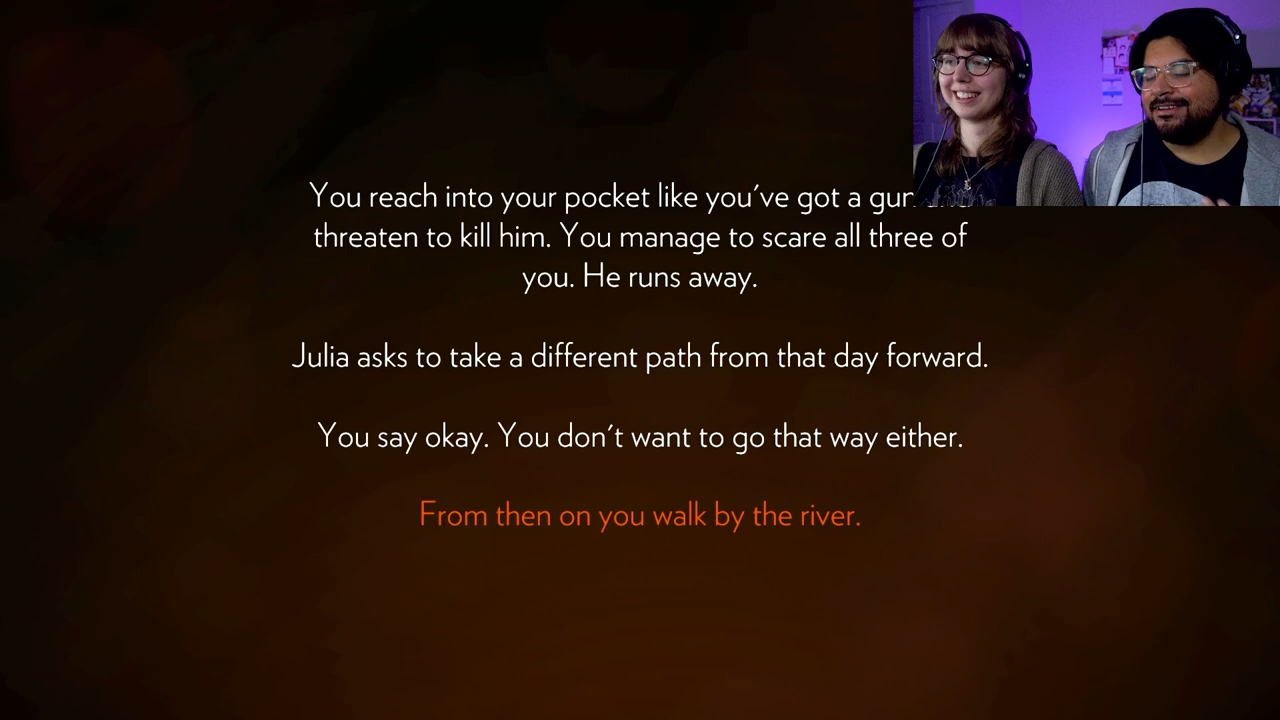 You reach into your pocket like you've got a gun
threaten to kill him. You manage to scare all three of
you. He runs away.
Julia asks to take a different path from that day forward.
You say okay. You don't want to go that way either.
From then on you walk by the river.